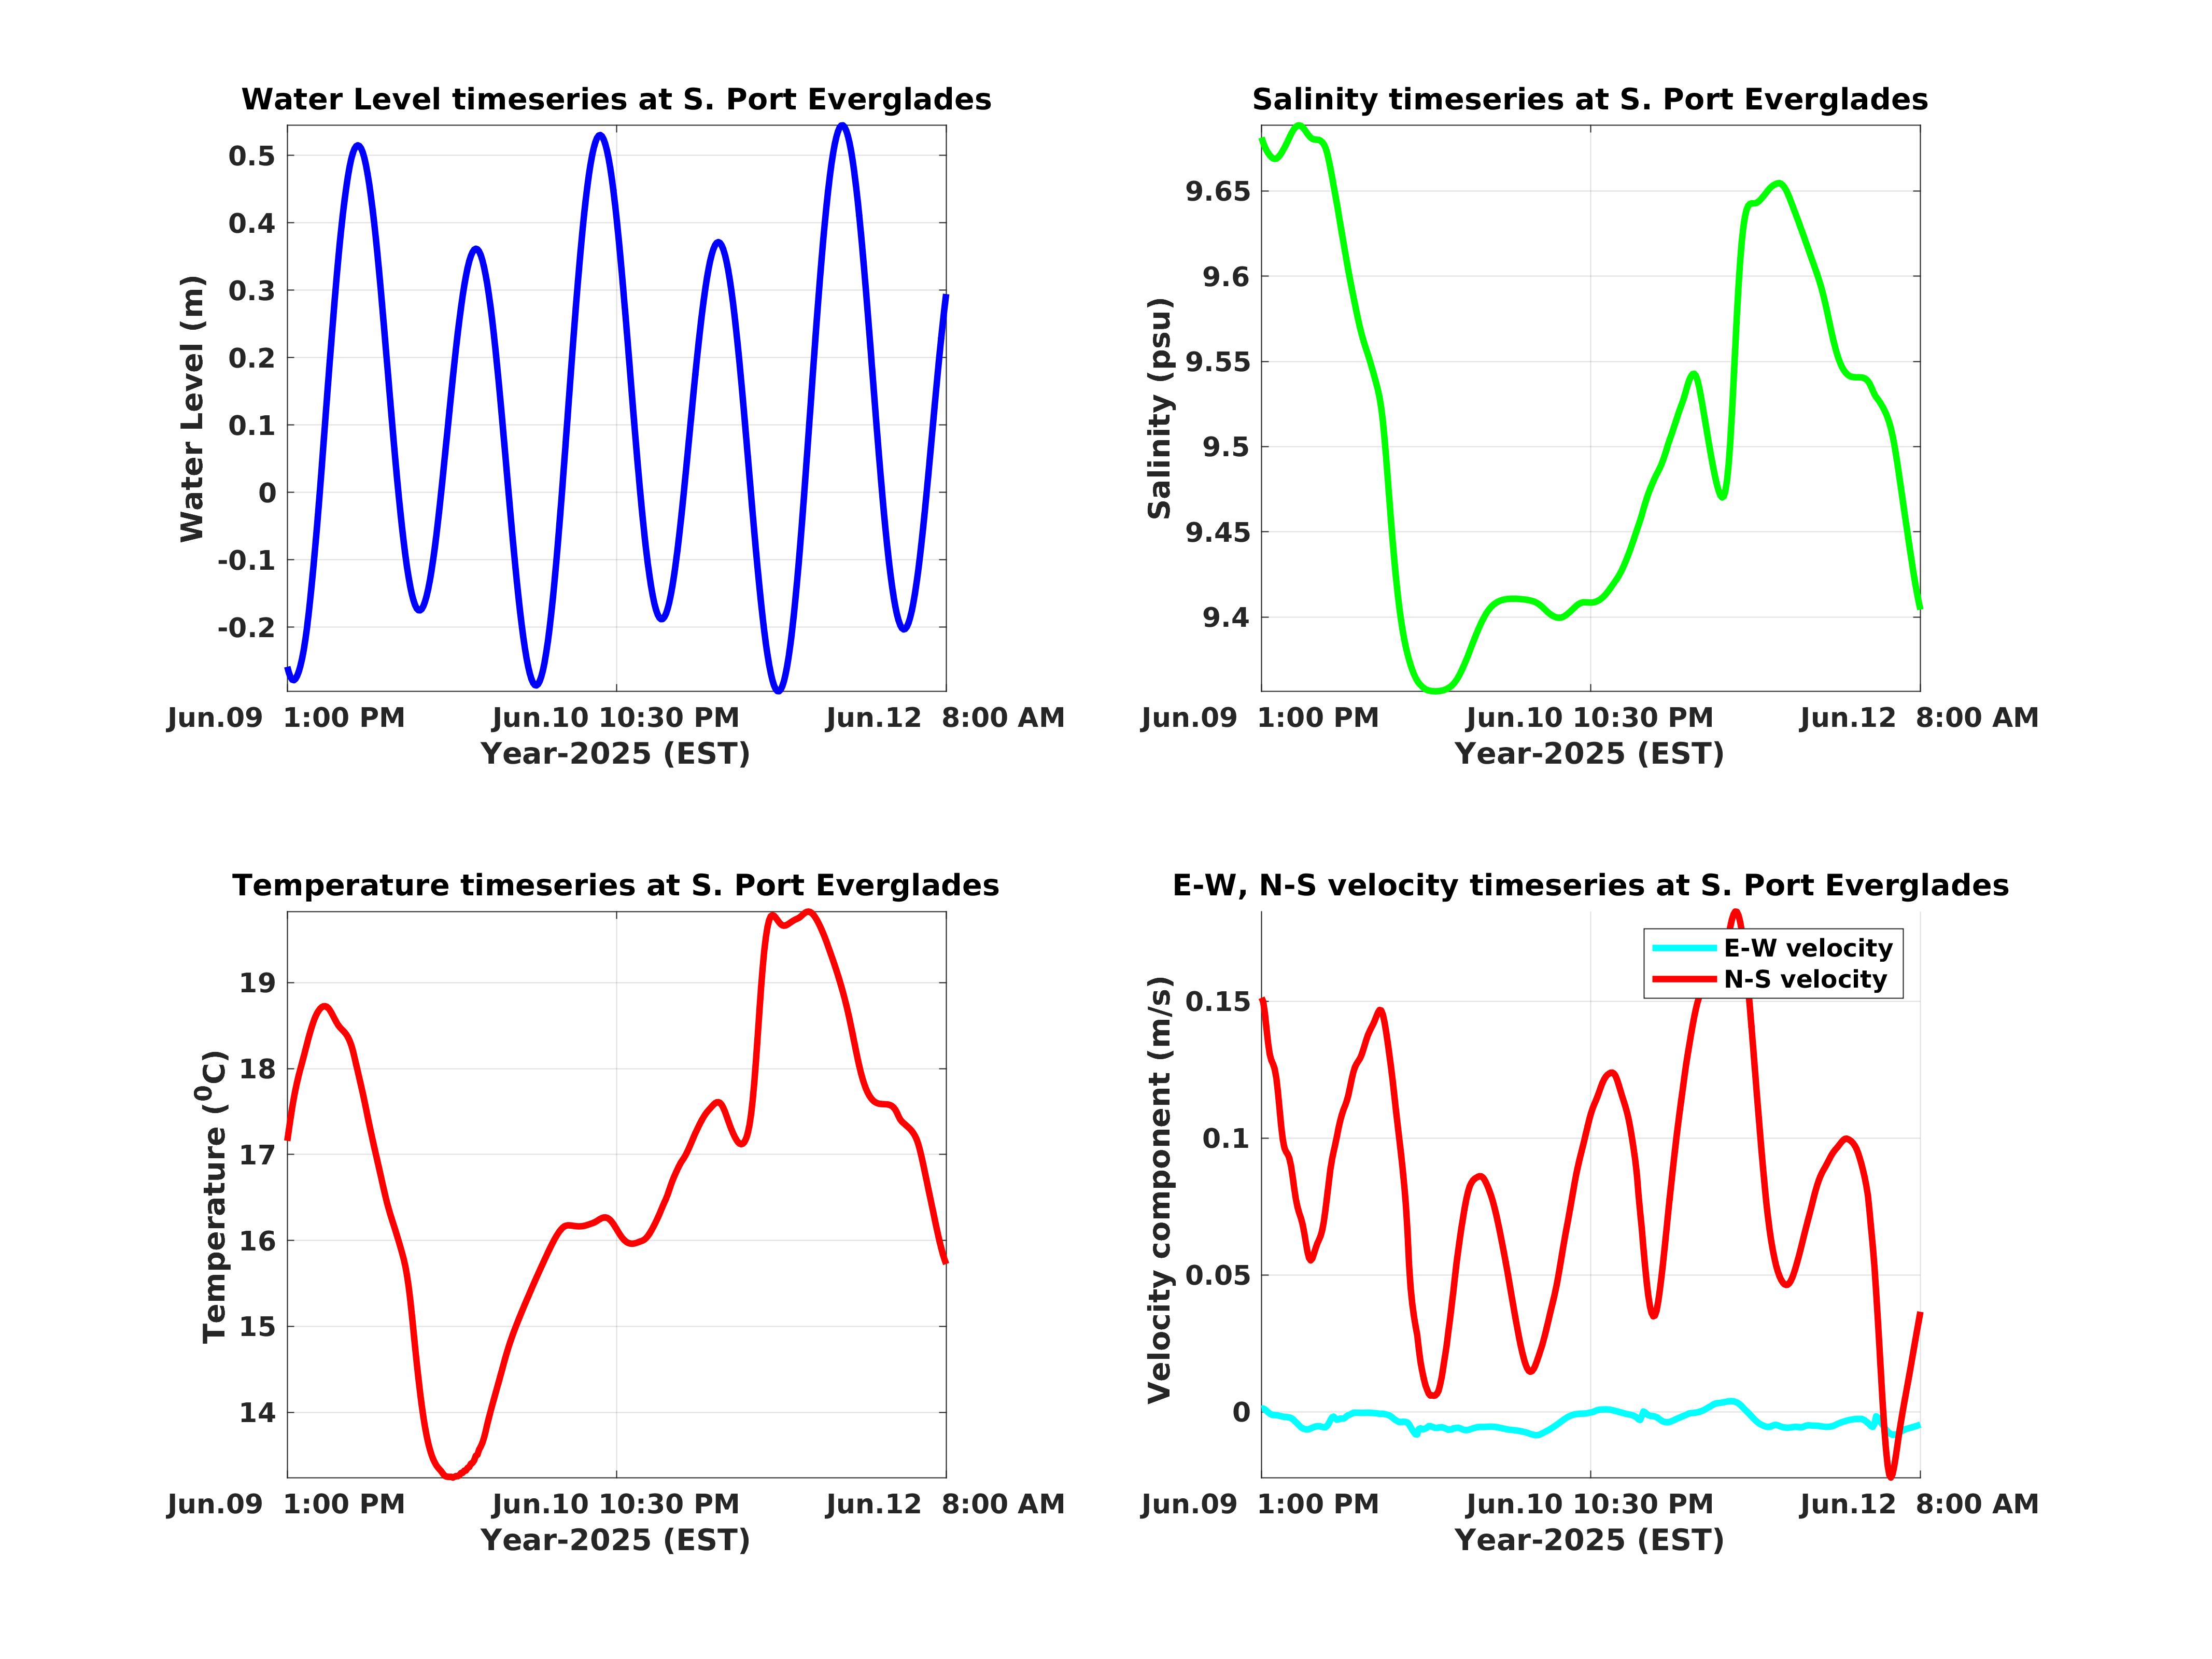 Water Level timeseries at S. Port Everglades
Water Level (m)
0.5
0.4
0.3
0.2
0.1
0
-0.1
-0.2
Jun.09 1:00 PM
Jun.10 10:30 PM
Jun.12 8:00 AM
Year-2025 (EST)
Salinity timeseries at S. Port Everglades
Salinity (psu)
9.65
9.6
9.55
9.5
9.45
9.4
Jun.09 1:00 PM
Jun.10 10:30 PM
Jun.12 8:00 AM
Year-2025 (EST)
Temperature timeseries at S. Port Everglades
Temperature (⁰C)
19
18
17
16
15
14
Jun.09 1:00 PM
Jun.10 10:30 PM
Jun.12 8:00 AM
Year-2025 (EST)
E-W, N-S velocity timeseries at S. Port Everglades
Velocity component (m/s)
E-W velocity
N-S velocity
0.15
0.1
0.05
0
Jun.09 1:00 PM
Jun.10 10:30 PM
Jun.12 8:00 AM
Year-2025 (EST)